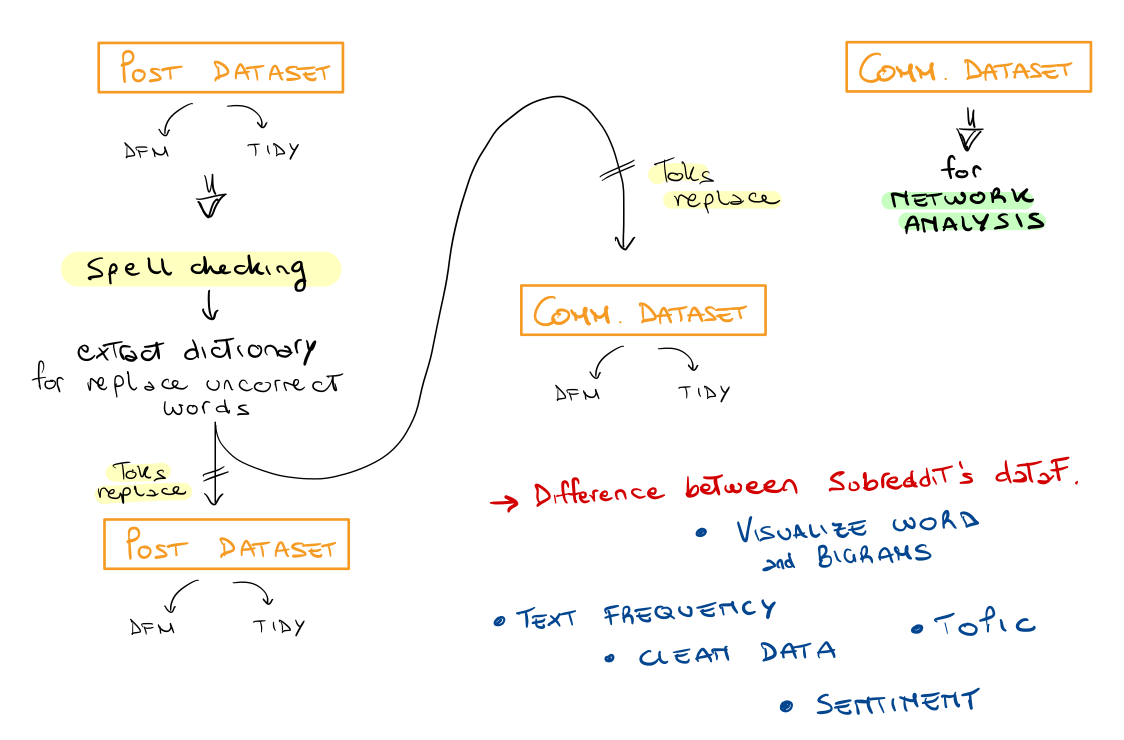 POST DATASET
DFM TIDY
Spell checking
extract dictionary
for replace uncorrect
words
Toks
replace
POST DATASET
DFM TIDY
Toks
replace
COMM. DATASET
DFM TIDY
COMM. DATASET
for
NETWORK
ANALYSIS
→ Difference between Subreddit's dataF.
• VISUALIZE WORD
and BIGRAMS
• TEXT FREQUENCY
• TOPIC
• CLEAN DATA
• SENTIMENT